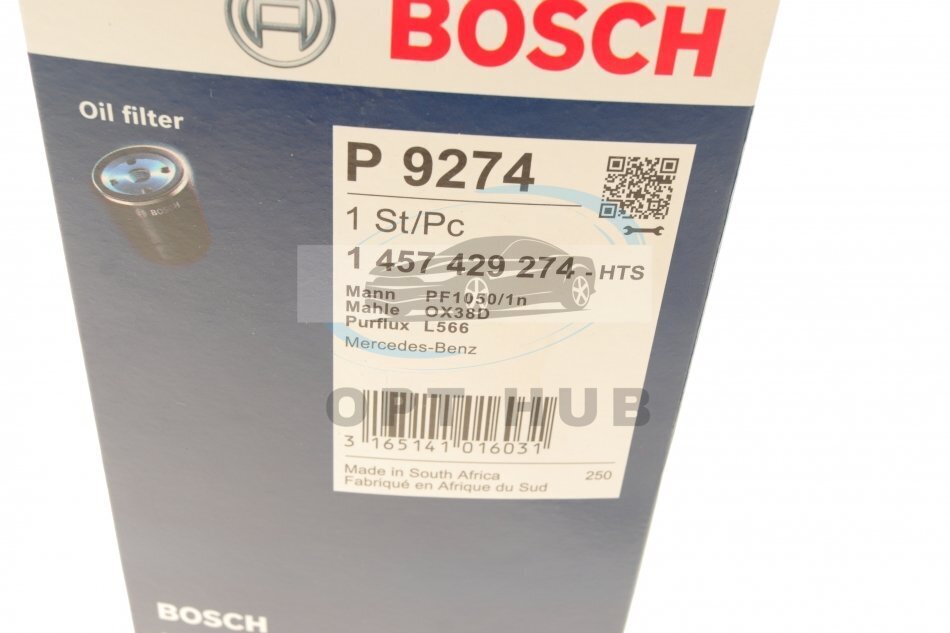 BOSCH
Oil filter
BOSCH
P 9274
1 St/Pc
1 457 429 274 - HTS
Mann PF1050/1n
Mahle OX38D
Purflux L566
Mercedes-Benz
OPT HUB
3 165141 016031
Made in South Africa 250
Fabriqué en Afrique du Sud
BOSCH